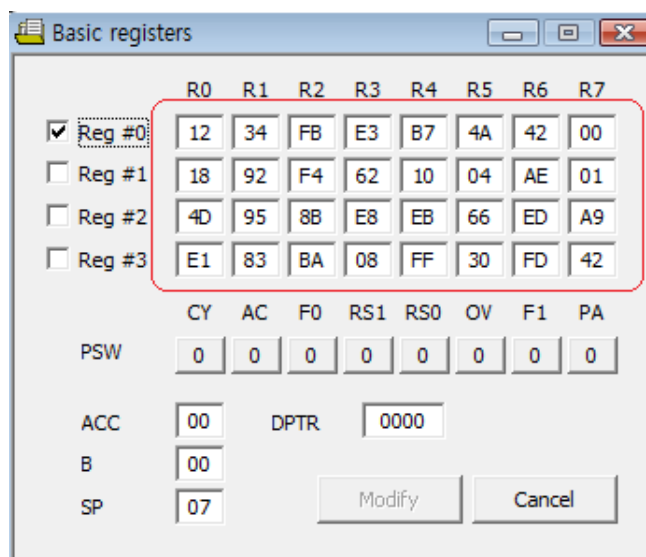 Basic registers
R0 R1 R2 R3 R4 R5 R6 R7
Reg #0 12 34 FB E3 B7 4A 42 00
Reg #1 18 92 F4 62 10 04 AE 01
Reg #2 4D 95 8B E8 EB 66 ED A9
Reg #3 E1 83 BA 08 FF 30 FD 42
CY AC F0 RS1 RS0 OV F1 PA
PSW 0 0 0 0 0 0 0 0
ACC 00 DPTR 0000
B 00
SP 07 Modify Cancel